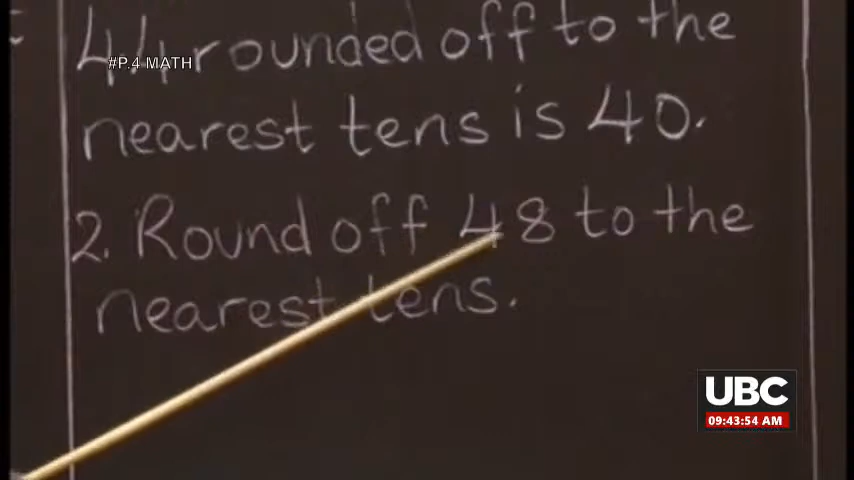 44 rounded off to the
#P.4 MATH
nearest tens is 40.
2. Round off 48 to the
nearest tens.
UBC
09:43:54 AM